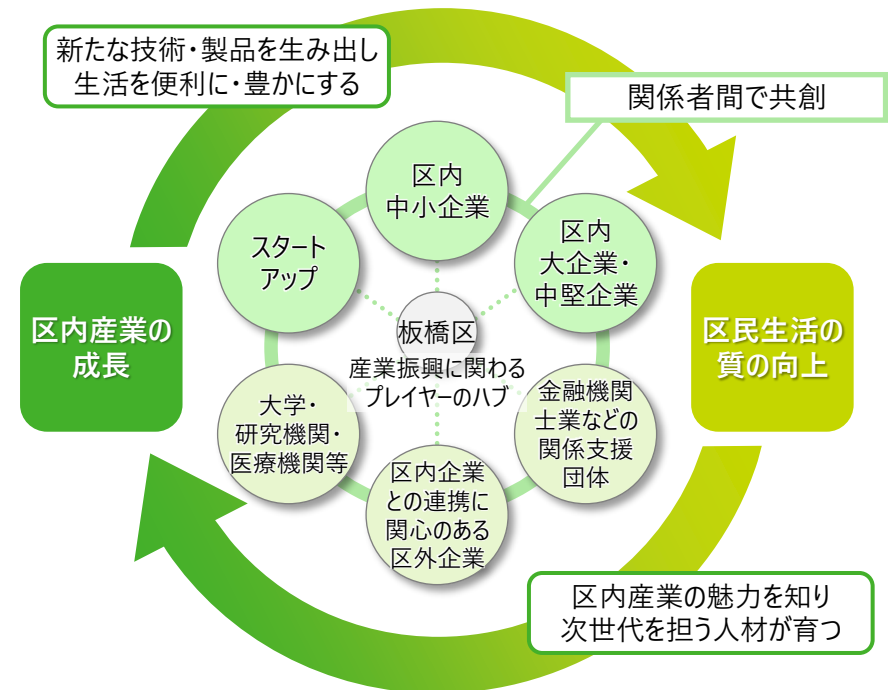 新たな技術・製品を生み出し
生活を便利に・豊かにする
関係者間で共創
区内
中小企業
スタート
アップ
区内
大企業・
中堅企業
区内産業の
成長
板橋区
産業振興に関わる
プレイヤーのハブ
区民生活の
質の向上
大学・
研究機関・
医療機関等
金融機関
士業などの
関係支援
団体
区内企業
との連携に
関心のある
区外企業
区内産業の魅力を知り
次世代を担う人材が育つ